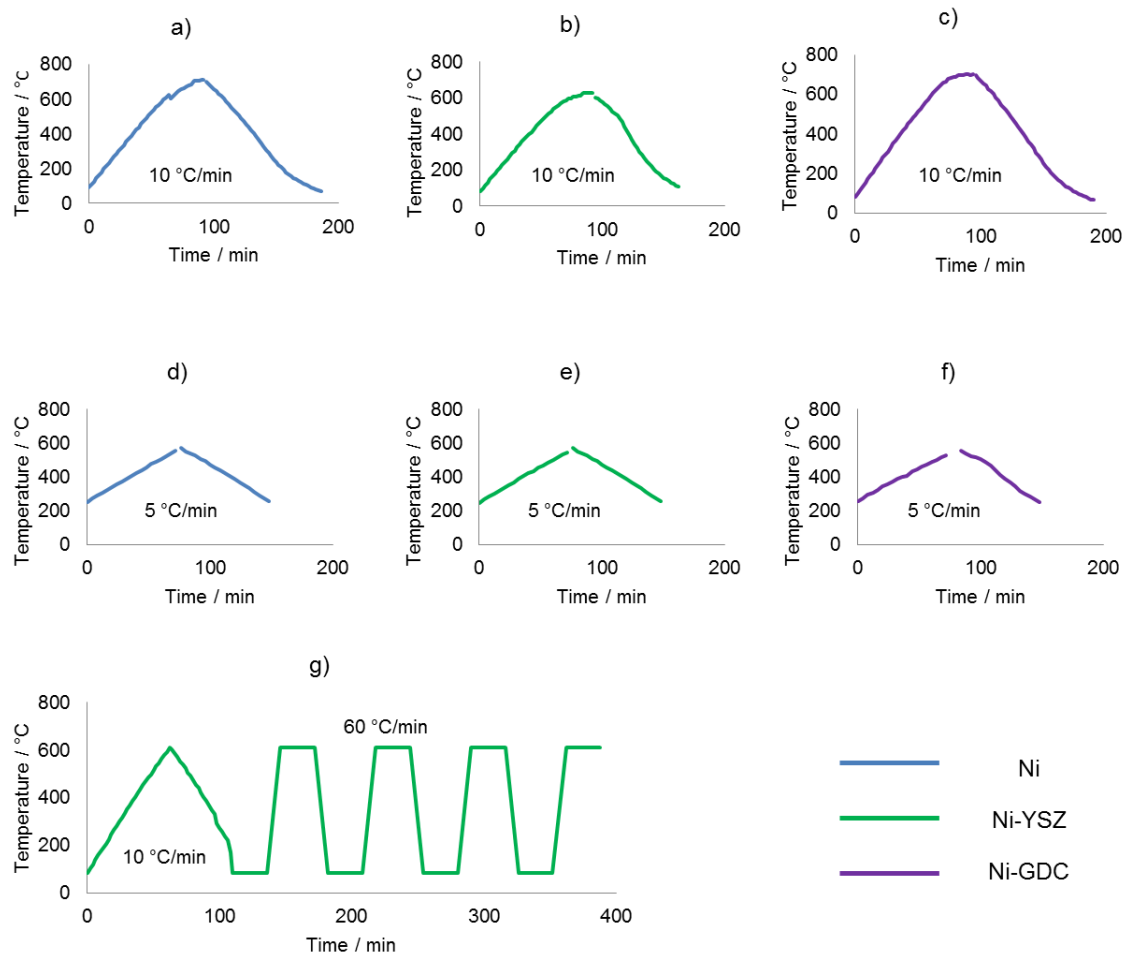 a)
Temperature / °C
800
600
400
200
0
10 °C/min
0
100
200
Time / min
b)
Temperature / °C
800
600
400
200
0
10 °C/min
0
100
200
Time / min
c)
Temperature / °C
800
600
400
200
0
10 °C/min
0
100
200
Time / min
d)
Temperature / °C
800
600
400
200
0
5 °C/min
0
100
200
Time / min
e)
Temperature / °C
800
600
400
200
0
5 °C/min
0
100
200
Time / min
f)
Temperature / °C
800
600
400
200
0
5 °C/min
0
100
200
Time / min
g)
Temperature / °C
800
600
400
200
0
60 °C/min
10 °C/min
0
100
200
300
400
Time / min
Ni
Ni-YSZ
Ni-GDC